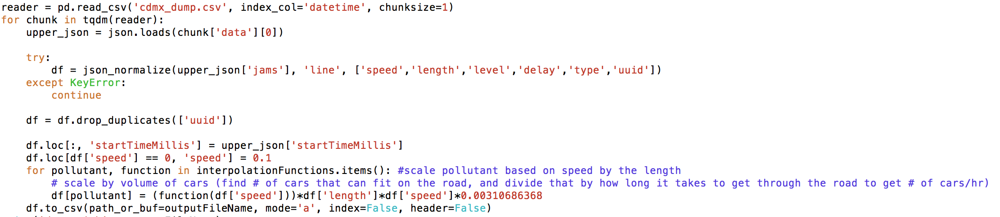 reader = pd.read_csv('cdmx_dump.csv', index_col='datetime', chunksize=1)
for chunk in tqdm(reader):
    upper_json = json.loads(chunk['data'][0])

    try:
        df = json_normalize(upper_json['jams'], 'line', ['speed','length','level','delay','type','uuid'])
    except KeyError:
        continue

    df = df.drop_duplicates(['uuid'])

    df.loc[:, 'startTimeMillis'] = upper_json['startTimeMillis']
    df.loc[df['speed'] == 0, 'speed'] = 0.1
    for pollutant, function in interpolationFunctions.items(): #scale pollutant based on speed by the length
        # scale by volume of cars (find # of cars that can fit on the road, and divide that by how long it takes to get through the road to get # of cars/hr)
        df[pollutant] = (function(df['speed']))*df['length']*df['speed']*0.00310686368
    df.to_csv(path_or_buf=outputFileName, mode='a', index=False, header=False)